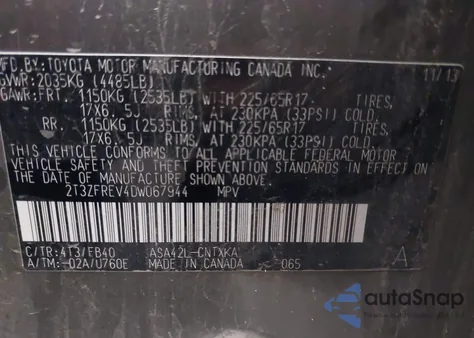 MFD.BY: TOYOTA MOTOR MANUFACTURING CANADA INC. 11/13
GVWR: 2035KG (4485LB)
GAWR: FRT. 1150KG (2535LB) WITH 225/65R17 TIRES,
17X6.5J RIMS, AT 230KPA (33PSI) COLD.
RR. 1150KG (2535LB) WITH 225/65R17 TIRES,
17X6.5J RIMS, AT 230KPA (33PSI) COLD.
THIS VEHICLE CONFORMS TO ALL APPLICABLE FEDERAL MOTOR
VEHICLE SAFETY AND THEFT PREVENTION STANDARDS IN EFFECT ON
THE DATE OF MANUFACTURE SHOWN ABOVE.
2T3ZFREV4DW067944 MPV
C/TR: 4T3/FB40 ASA42L-CNTXKA
A/TM: -02A/U760E MADE IN CANADA 065 A
autoSnap